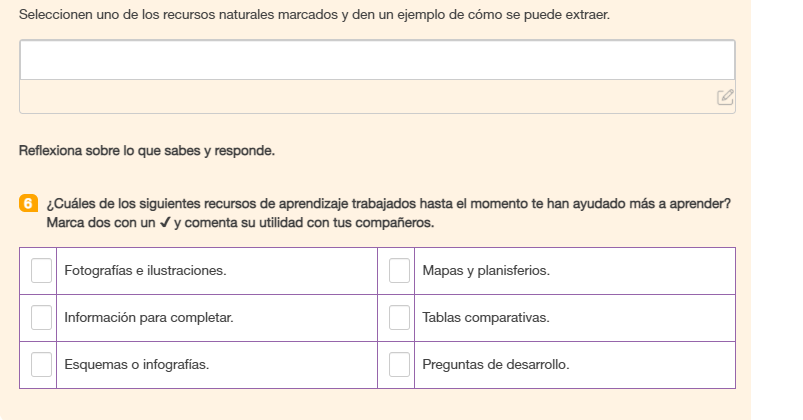 Seleccionen uno de los recursos naturales marcados y den un ejemplo de cómo se puede extraer.
Reflexiona sobre lo que sabes y responde.
6 ¿Cuáles de los siguientes recursos de aprendizaje trabajados hasta el momento te han ayudado más a aprender?
Marca dos con un ✓ y comenta su utilidad con tus compañeros.
Fotografías e ilustraciones.
Mapas y planisferios.
Información para completar.
Tablas comparativas.
Esquemas o infografías.
Preguntas de desarrollo.